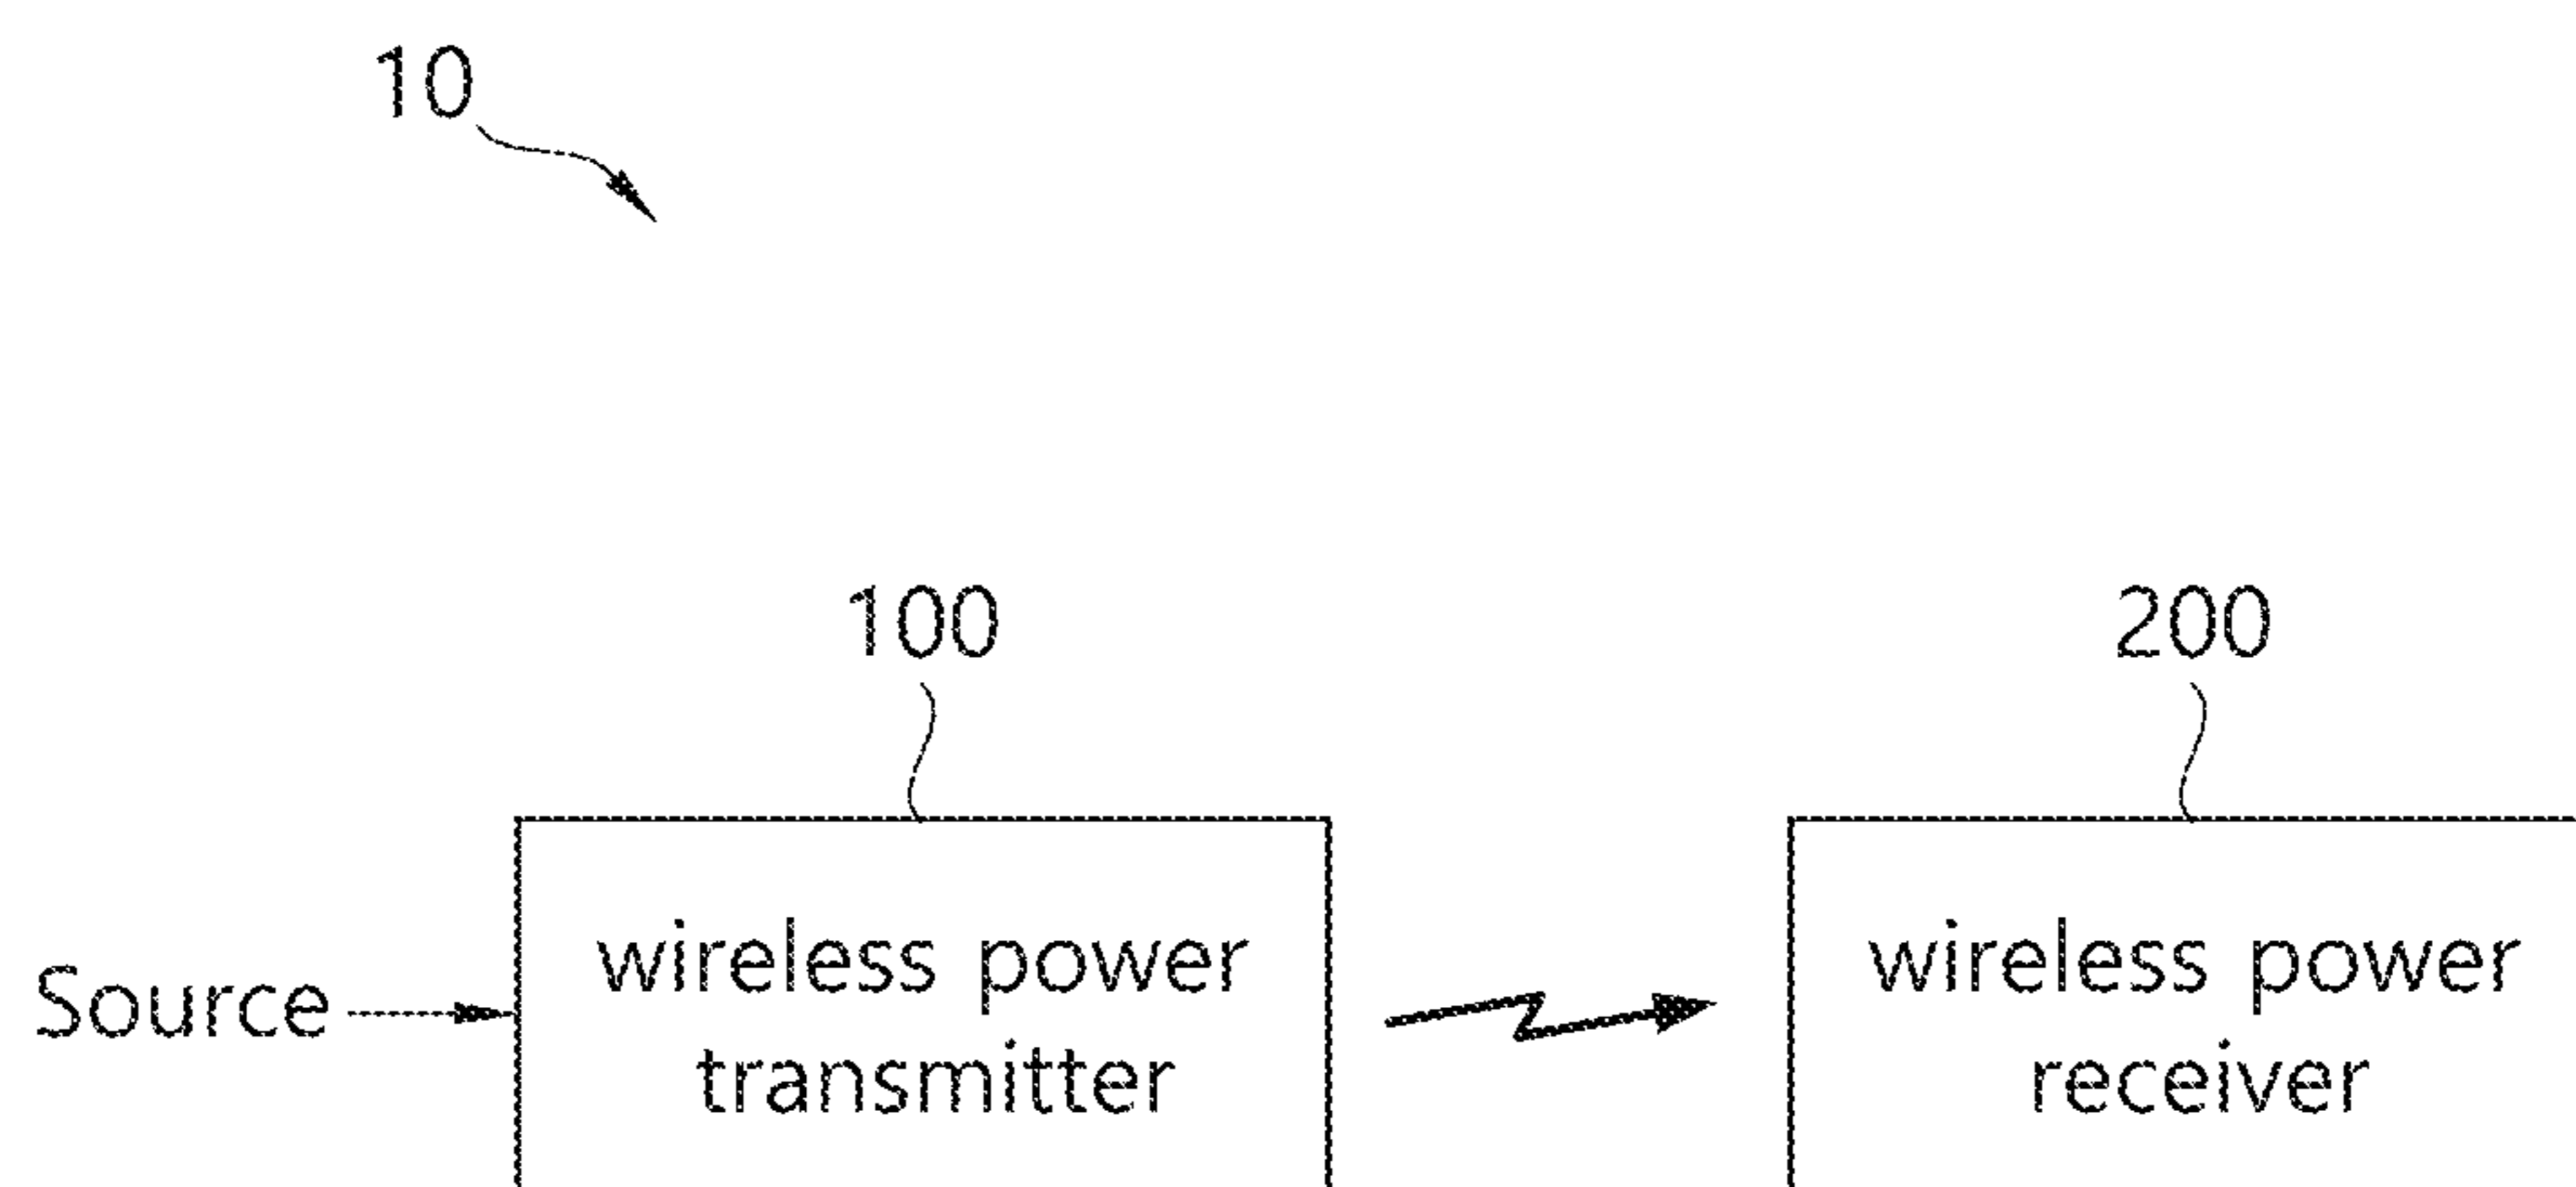 10
100
200
Source
wireless power
transmitter
wireless power
receiver